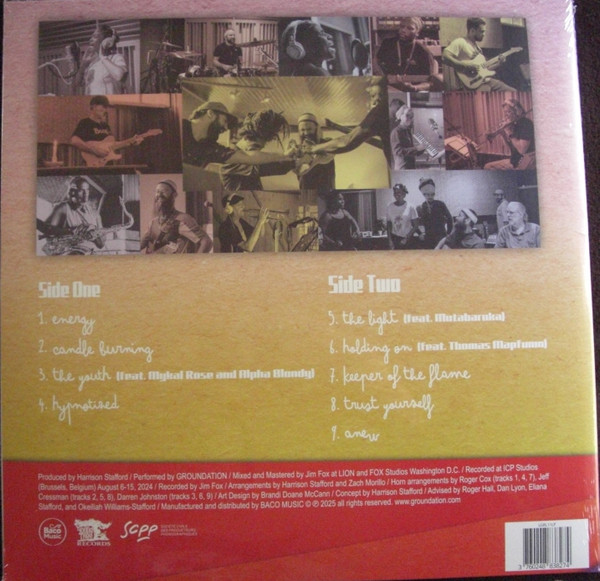 Side One
1. energy
2. candle burning
3. the youth (feat. Mykal Rose and Alpha Blondy)
4. hypnotised
Side Two
5. the light (feat. Mutabaruka)
6. holding on (feat. Thomas Mapfumo)
7. keeper of the flame
8. trust yourself
9. anew
Produced by Harrison Stafford / Performed by GROUNDATION / Mixed and Mastered by Jim Fox at LION and FOX Studios Washington D.C. / Recorded at ICP Studios
(Brussels, Belgium) August 6-15, 2024 / Recorded by Jim Fox / Arrangements by Harrison Stafford and Zach Morillo / Horn arrangements by Roger Cox (tracks 1, 4, 7), Jeff
Cressman (tracks 2, 5, 8), Darren Johnston (tracks 3, 6, 9) / Art Design by Brandi Doane McCann / Concept by Harrison Stafford / Advised by Roger Hall, Dan Lyon, Eliana
Stafford, and Okeliah Williams-Stafford / Manufactured and distributed by BACO MUSIC ℗ © 2025 all rights reserved. www.groundation.com
Baco
Music
RECORDS
scpp
3 760248 838274